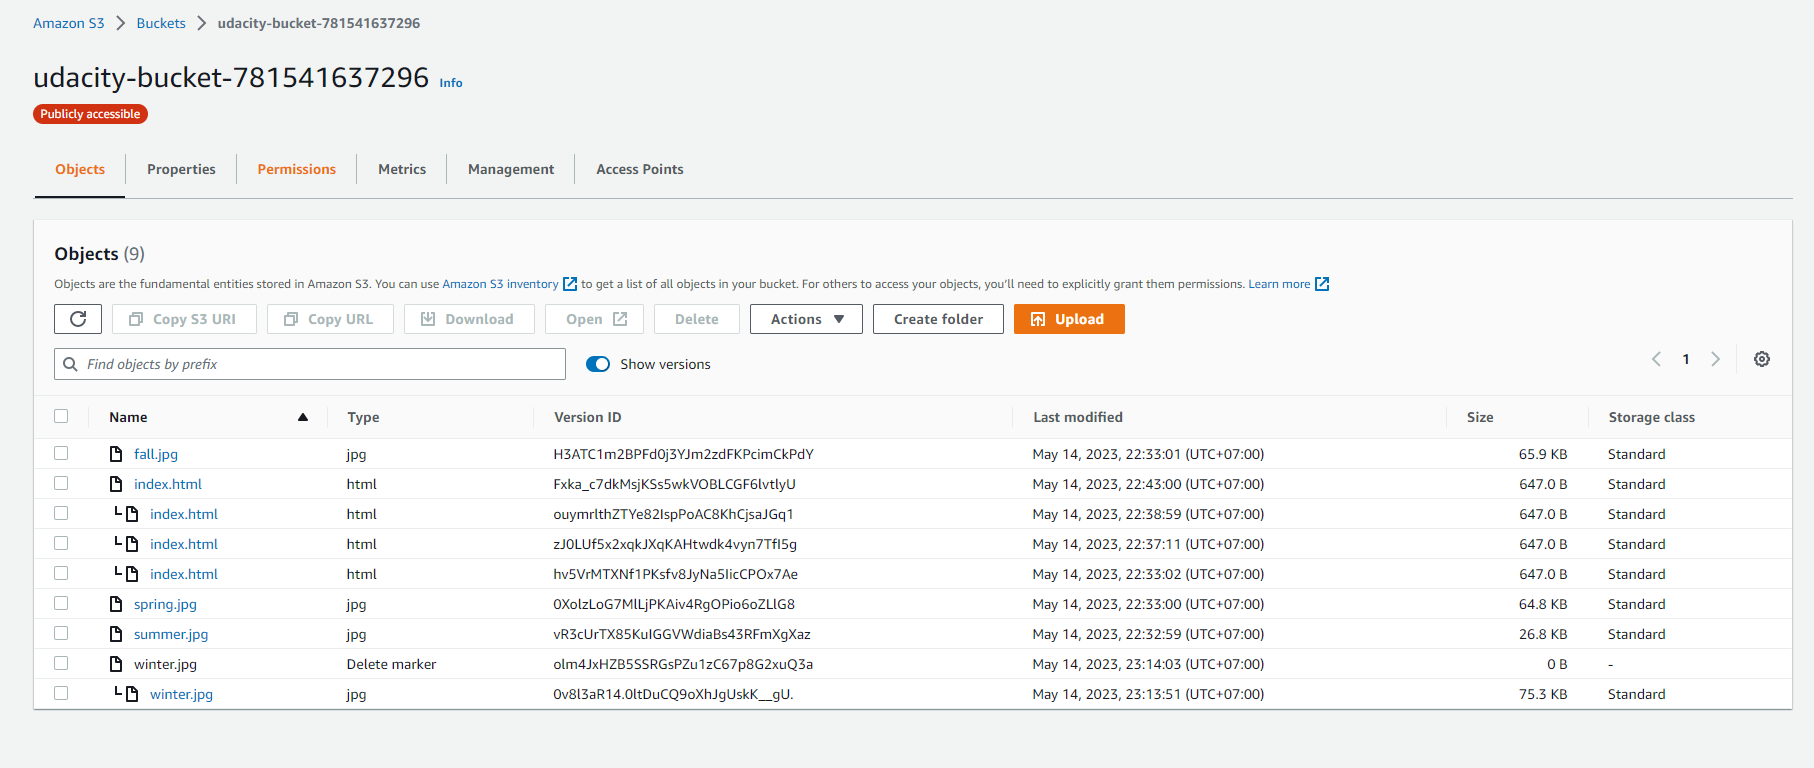 Amazon S3 > Buckets > udacity-bucket-781541637296
udacity-bucket-781541637296 Info
Publicly accessible
Objects Properties Permissions Metrics Management Access Points
Objects (9)
Objects are the fundamental entities stored in Amazon S3. You can use Amazon S3 inventory to get a list of all objects in your bucket. For others to access your objects, you'll need to explicitly grant them permissions. Learn more
Copy S3 URI Copy URL Download Open Delete Actions Create folder Upload
Find objects by prefix Show versions 1
Name Type Version ID Last modified Size Storage class
fall.jpg jpg H3ATC1m2BPFd0j3YJm2zdFKPcimCkPdY May 14, 2023, 22:33:01 (UTC+07:00) 65.9 KB Standard
index.html html Fxka_c7dkMsjKSs5wkVOBLCGF6lvtlyU May 14, 2023, 22:43:00 (UTC+07:00) 647.0 B Standard
index.html html ouymrlthZTYe82IspPoAC8KhCjsaJGq1 May 14, 2023, 22:38:59 (UTC+07:00) 647.0 B Standard
index.html html zJ0LUf5x2xqkJXqKAHtwdk4vyn7TfI5g May 14, 2023, 22:37:11 (UTC+07:00) 647.0 B Standard
index.html html hv5VrMTXNf1PKsfv8JyNa5IicCPOx7Ae May 14, 2023, 22:33:02 (UTC+07:00) 647.0 B Standard
spring.jpg jpg 0XolzLoG7MlLjPKAiv4RgOPio6oZLlG8 May 14, 2023, 22:33:00 (UTC+07:00) 64.8 KB Standard
summer.jpg jpg vR3cUrTX85KuIGGVWdiaBs43RFmXgXaz May 14, 2023, 22:32:59 (UTC+07:00) 26.8 KB Standard
winter.jpg Delete marker olm4JxHZB5SSRGsPZu1zC67p8G2xuQ3a May 14, 2023, 23:14:03 (UTC+07:00) 0 B -
winter.jpg jpg 0v8l3aR14.0ltDuCQ9oXhJgUskK__gU. May 14, 2023, 23:13:51 (UTC+07:00) 75.3 KB Standard